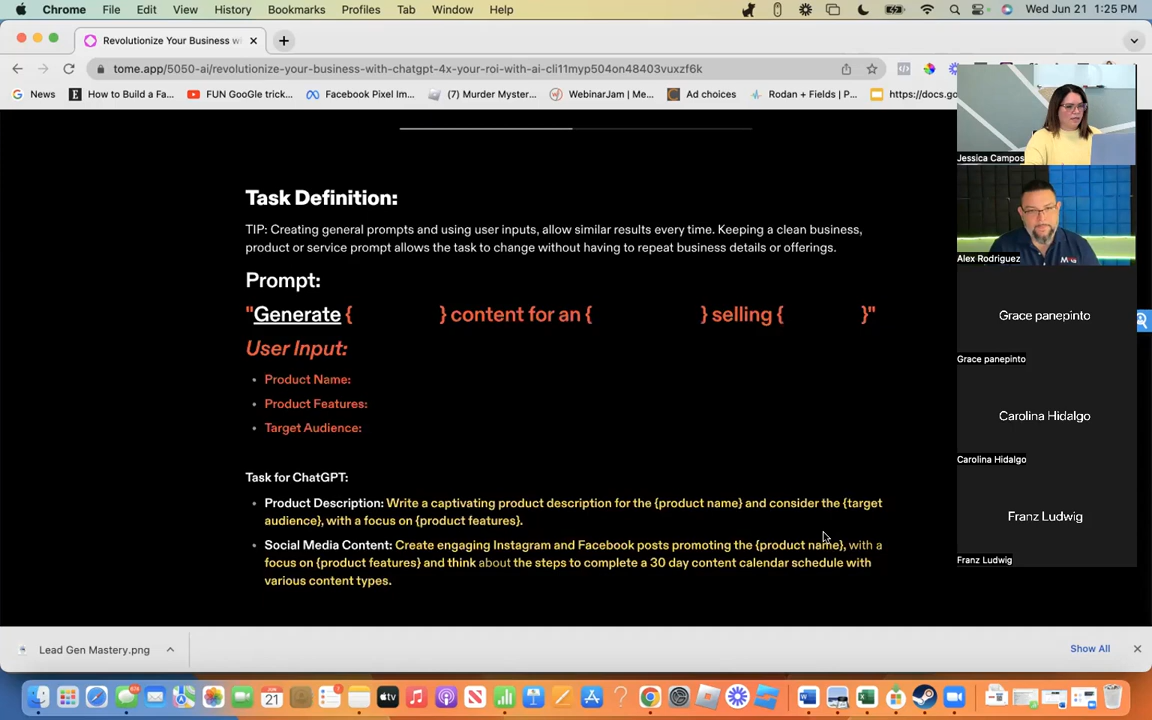 Chrome File Edit View History Bookmarks Profiles Tab Window Help Wed Jun 21 1:25 PM
Revolutionize Your Business wi
tome.app/5050-ai/revolutionize-your-business-with-chatgpt-4x-your-roi-with-ai-cli11myp504on48403vuxzf6k
News How to Build a Fa... FUN GooGle trick... Facebook Pixel Im... (7) Murder Myster... WebinarJam | Me... Ad choices Rodan + Fields | P... https://docs.go
Jessica Campos
Alex Rodriguez
Grace panepinto
Grace panepinto
Carolina Hidalgo
Carolina Hidalgo
Franz Ludwig
Franz Ludwig
Task Definition:
TIP: Creating general prompts and using user inputs, allow similar results every time. Keeping a clean business,
product or service prompt allows the task to change without having to repeat business details or offerings.
Prompt:
"Generate { } content for an { } selling { }"
User Input:
• Product Name:
• Product Features:
• Target Audience:
Task for ChatGPT:
• Product Description: Write a captivating product description for the {product name} and consider the {target
audience}, with a focus on {product features}.
• Social Media Content: Create engaging Instagram and Facebook posts promoting the {product name}, with a
focus on {product features} and think about the steps to complete a 30 day content calendar schedule with
various content types.
Lead Gen Mastery.png Show All